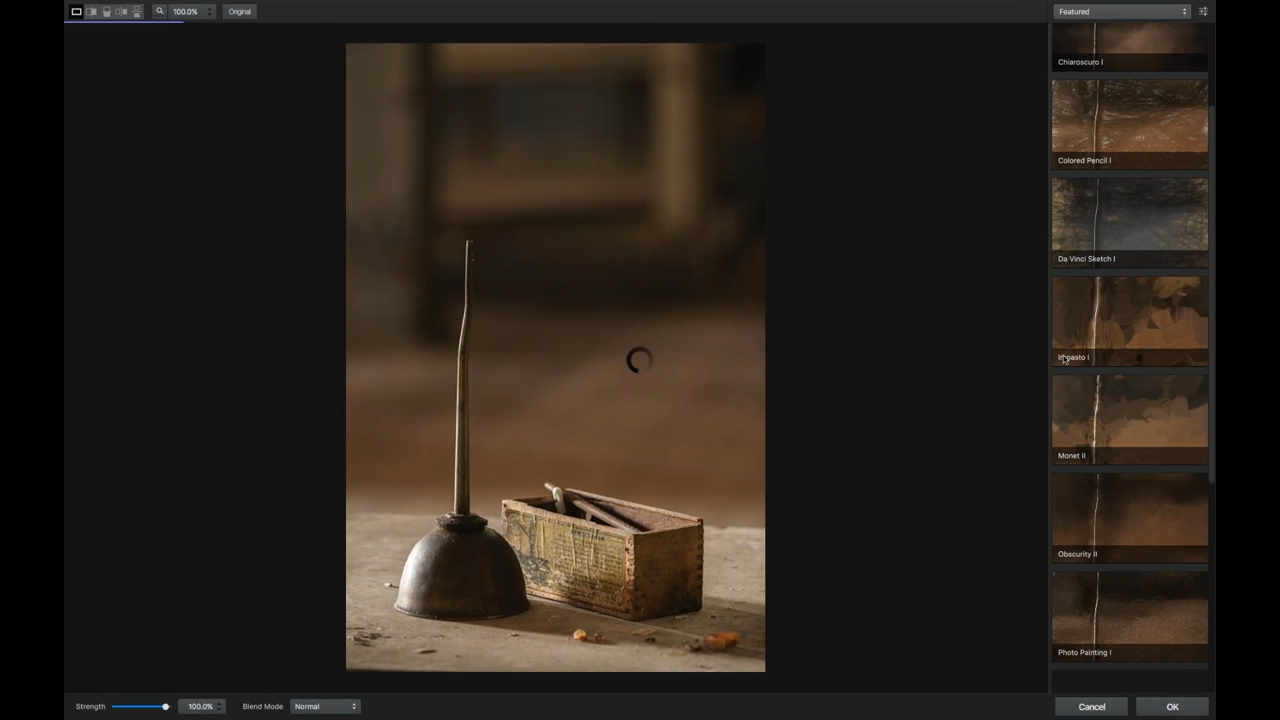 100.0%
Original
Featured
Chiaroscuro I
Colored Pencil I
Da Vinci Sketch I
Impasto I
Monet II
Obscurity II
Photo Painting I
Strength
100.0%
Blend Mode
Normal
Cancel
OK